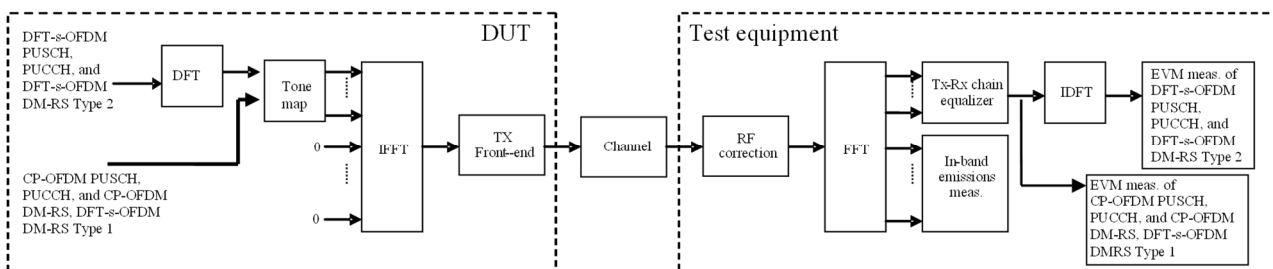 DUT
Test equipment
DFT-s-OFDM
PUSCH,
PUCCH, and
DFT-s-OFDM
DM-RS Type 2
DFT
Tone
map
CP-OFDM PUSCH,
PUCCH, and CP-OFDM
DM-RS, DFT-s-OFDM
DM-RS Type 1
0
0
IFFT
TX
Front--end
Channel
RF
correction
FFT
Tx-Rx chain
equalizer
In-band
emissions
meas.
IDFT
EVM meas. of
DFT-s-OFDM
PUSCH,
PUCCH, and
DFT-s-OFDM
DM-RS Type 2
EVM meas. of
CP-OFDM PUSCH,
PUCCH, and CP-OFDM
DM-RS, DFT-s-OFDM
DMRS Type 1